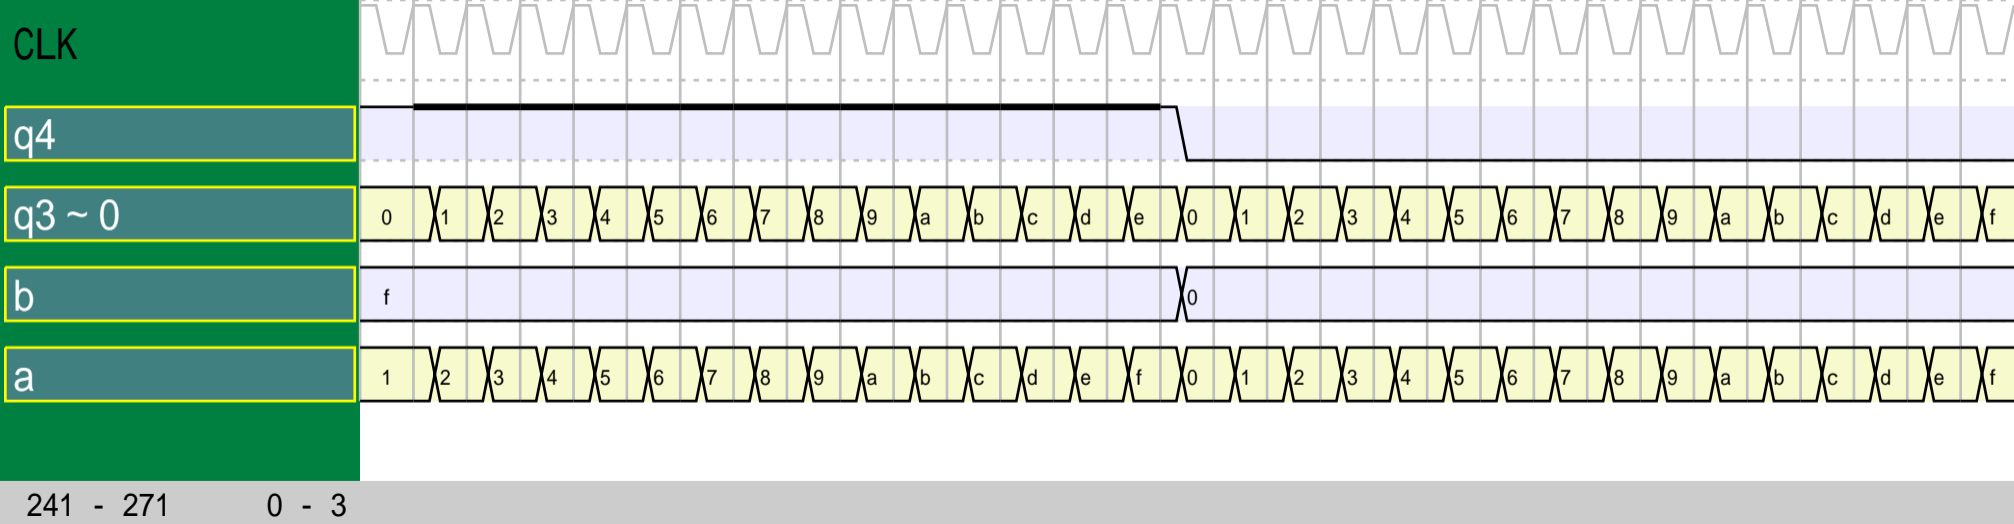 CLK
q4
q3 ~ 0 0 1 2 3 4 5 6 7 8 9 a b c d e 0 1 2 3 4 5 6 7 8 9 a b c d e f
b f 0
a 1 2 3 4 5 6 7 8 9 a b c d e f 0 1 2 3 4 5 6 7 8 9 a b c d e f
241 - 271 0 - 3